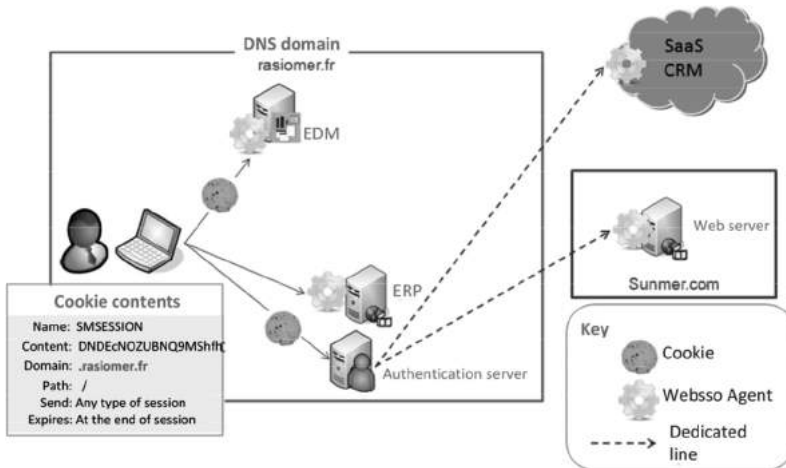 DNS domain
rasiomer.fr
SaaS
CRM
EDM
Web server
Sunmer.com
ERP
Authentication server
Cookie contents
Name: SMSESSION
Content: DNDEcNOZUBNQ9MShfh(
Domain: .rasiomer.fr
Path: /
Send: Any type of session
Expires: At the end of session
Key
Cookie
Websso Agent
Dedicated
line